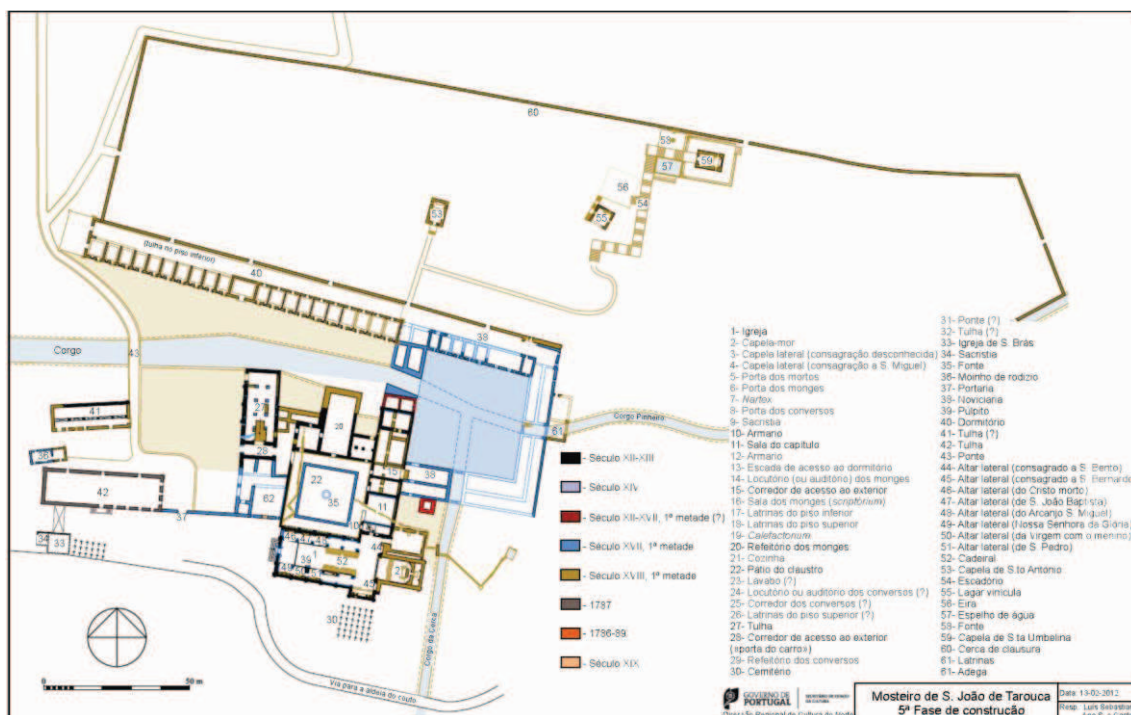 60
58
59
57
56
54
55
53
(tulha no piso inferior)
40
38
Corgo
43
Corgo Pinheiro
61
41
27
28
15
36
28
38
42
62
22
35
11
10
37
34
33
1
39
52
44
2
45
30
Corgo da Cerca
Via para a aldeia do couto
0
50 m
- Século XII-XIII
- Século XIV
- Século XII-XVII, 1ª metade (?)
- Século XVII, 1ª metade
- Século XVIII, 1ª metade
- 1787
- 1786-89
- Século XIX
1- Igreja
2- Capela-mor
3- Capela lateral (consagração desconhecida)
4- Capela lateral (consagração a S. Miguel)
5- Porta dos mortos
6- Porta dos monges
7- Nartex
8- Porta dos conversos
9- Sacristia
10- Armario
11- Sala do capítulo
12- Armario
13- Escada de acesso ao dormitório
14- Locutório (ou auditório) dos monges
15- Corredor de acesso ao exterior
16- Sala dos monges (scriptorium)
17- Latrinas do piso inferior
18- Latrinas do piso superior
19- Calefactorium
20- Refeitório dos monges
21- Cozinha
22- Pátio do claustro
23- Lavabo (?)
24- Locutório ou auditório dos conversos (?)
25- Corredor dos conversos (?)
26- Latrinas do piso superior (?)
27- Tulha
28- Corredor de acesso ao exterior
(«porta do carro»)
29- Refeitório dos conversos
30- Cemitério
31- Ponte (?)
32- Tulha (?)
33- Igreja de S. Brás
34- Sacristia
35- Fonte
36- Moinho de rodizio
37- Portaria
38- Noviciaria
39- Púlpito
40- Dormitório
41- Tulha (?)
42- Tulha
43- Ponte
44- Altar lateral (consagrado a S. Bento)
45- Altar lateral (consagrado a S. Bernardo
46- Altar lateral (do Cristo morto)
47- Altar lateral (de S. João Baptista)
48- Altar lateral (do Arcanjo S. Miguel)
49- Altar lateral (Nossa Senhora da Glória)
50- Altar lateral (da Virgem com o menino)
51- Altar lateral (de S. Pedro)
52- Cadeiral
53- Capela de S.to António
54- Escadório
55- Lagar vinícula
56- Eira
57- Espelho de água
58- Fonte
59- Capela de S.ta Umbelina
60- Cerca de clausura
61- Latrinas
61- Adega
GOVERNO DE
PORTUGAL
Mosteiro de S. João de Tarouca
5ª Fase de construção
Data: 13-02-2012
Resp. Luís Sebastian